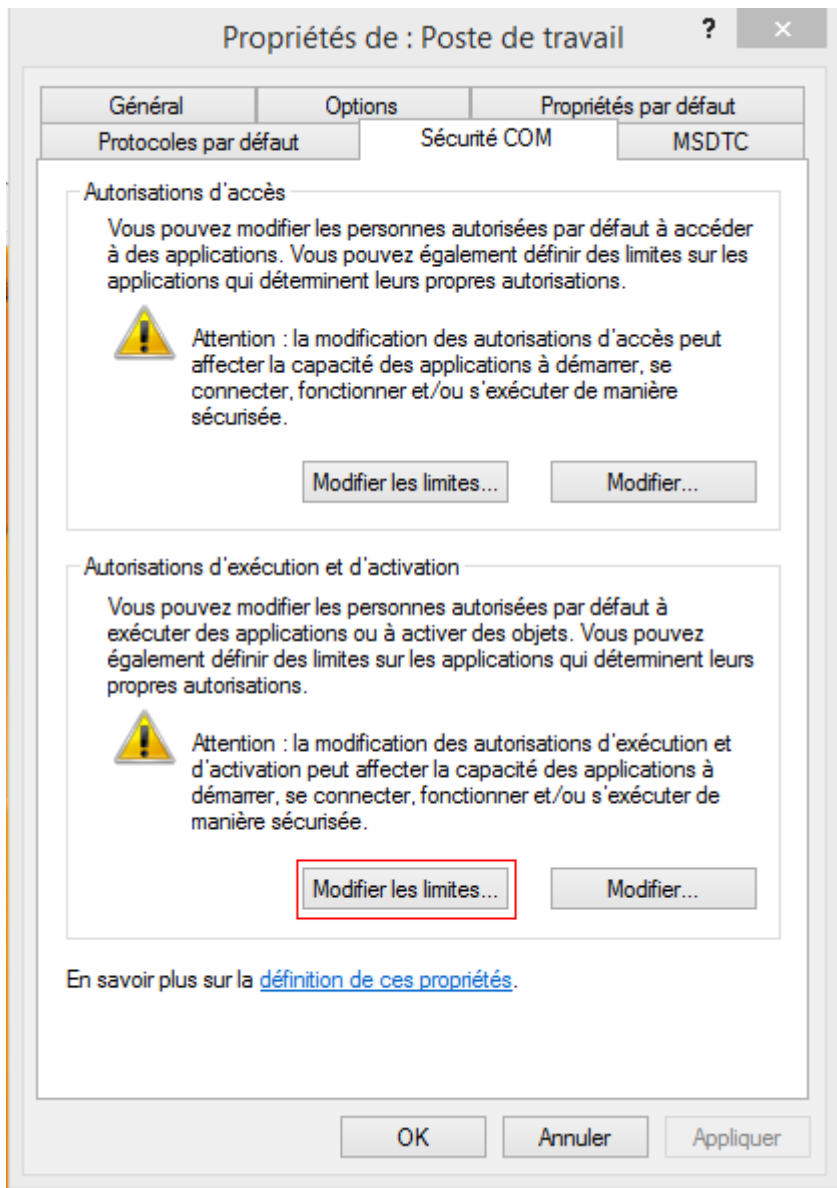 Propriétés de : Poste de travail
?
Général
Options
Propriétés par défaut
Protocoles par défaut
Sécurité COM
MSDTC
Autorisations d'accès
Vous pouvez modifier les personnes autorisées par défaut à accéder
à des applications. Vous pouvez également définir des limites sur les
applications qui déterminent leurs propres autorisations.
Attention : la modification des autorisations d'accès peut
affecter la capacité des applications à démarrer, se
connecter, fonctionner et/ou s'exécuter de manière
sécurisée.
Modifier les limites...
Modifier...
Autorisations d'exécution et d'activation
Vous pouvez modifier les personnes autorisées par défaut à
exécuter des applications ou à activer des objets. Vous pouvez
également définir des limites sur les applications qui déterminent leurs
propres autorisations.
Attention : la modification des autorisations d'exécution et
d'activation peut affecter la capacité des applications à
démarrer, se connecter, fonctionner et/ou s'exécuter de
manière sécurisée.
Modifier les limites...
Modifier...
En savoir plus sur la définition de ces propriétés.
OK
Annuler
Appliquer